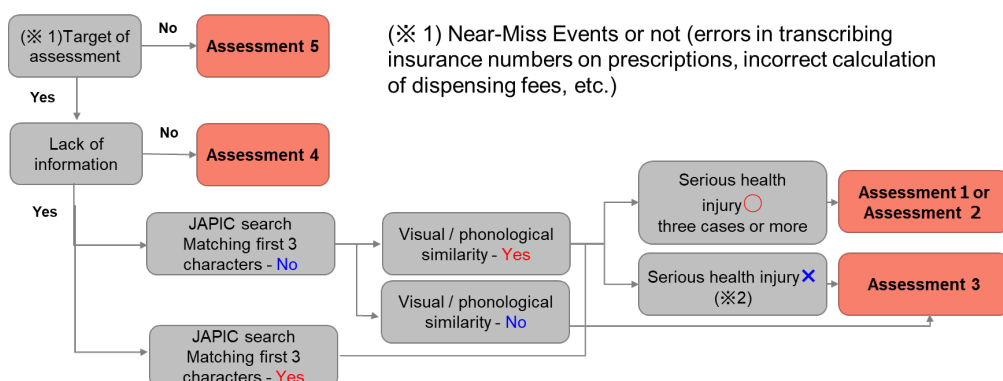 (※ 1)Target of
assessment
No
Assessment 5
(※ 1) Near-Miss Events or not (errors in transcribing
insurance numbers on prescriptions, incorrect calculation
of dispensing fees, etc.)
Yes
Lack of
information
No
Assessment 4
Yes
JAPIC search
Matching first 3
characters - No
Visual / phonological
similarity - Yes
Serious health
injury○
three cases or more
Assessment 1 or
Assessment 2
Serious health injury×
(※2)
Assessment 3
Visual / phonological
similarity - No
JAPIC search
Matching first 3
characters - Yes